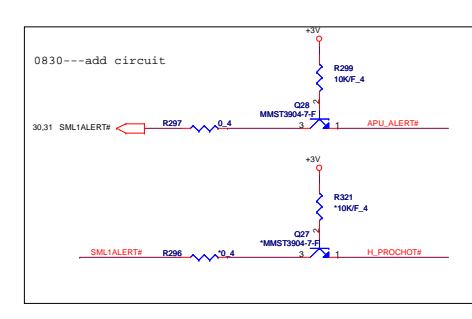 +3V
0830---add circuit
R299
10K/F_4
Q28
MMST3904-7-F
2
30,31 SML1ALERT#
R297
0_4
3
1
APU_ALERT#
+3V
R321
*10K/F_4
Q27
*MMST3904-7-F
2
SML1ALERT#
R296
*0_4
3
1
H_PROCHOT#